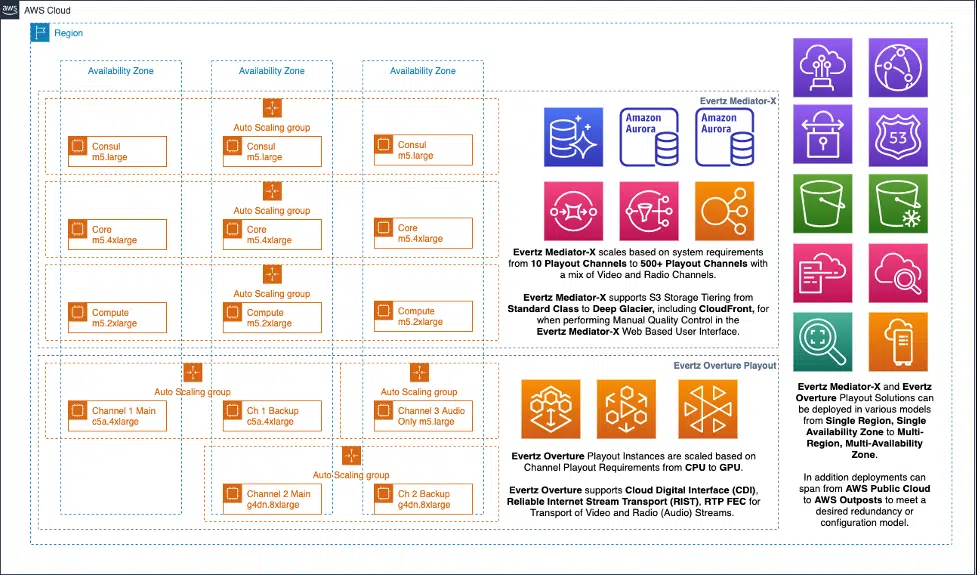 aws
AWS Cloud
Region
Availability Zone
Availability Zone
Availability Zone
Evertz Mediator-X
Auto Scaling group
Consul
m5.large
Consul
m5.large
Consul
m5.large
Auto Scaling group
Core
m5.4xlarge
Core
m5.4xlarge
Core
m5.4xlarge
Auto Scaling group
Compute
m5.2xlarge
Compute
m5.2xlarge
Compute
m5.2xlarge
Amazon
Aurora
Amazon
Aurora
Evertz Mediator-X scales based on system requirements
from 10 Playout Channels to 500+ Playout Channels with
a mix of Video and Radio Channels.
Evertz Mediator-X supports S3 Storage Tiering from
Standard Class to Deep Glacier, including CloudFront, for
when performing Manual Quality Control in the
Evertz Mediator-X Web Based User Interface.
Evertz Overture Playout
Auto Scaling group
Auto Scaling group
Channel 1 Main
c5a.4xlarge
Ch 1 Backup
c5a.4xlarge
Channel 3 Audio
Only m5.large
Auto-Scaling group
Channel 2 Main
g4dn.8xlarge
Ch 2 Backup
g4dn.8xlarge
Evertz Overture Playout Instances are scaled based on
Channel Playout Requirements from CPU to GPU.
Evertz Overture supports Cloud Digital Interface (CDI),
Reliable Internet Stream Transport (RIST), RTP FEC for
Transport of Video and Radio (Audio) Streams.
53
Evertz Mediator-X and Evertz
Overture Playout Solutions can
be deployed in various models
from Single Region, Single
Availability Zone to Multi-
Region, Multi-Availability
Zone.
In addition deployments can
span from AWS Public Cloud
to AWS Outposts to meet a
desired redundancy or
configuration model.